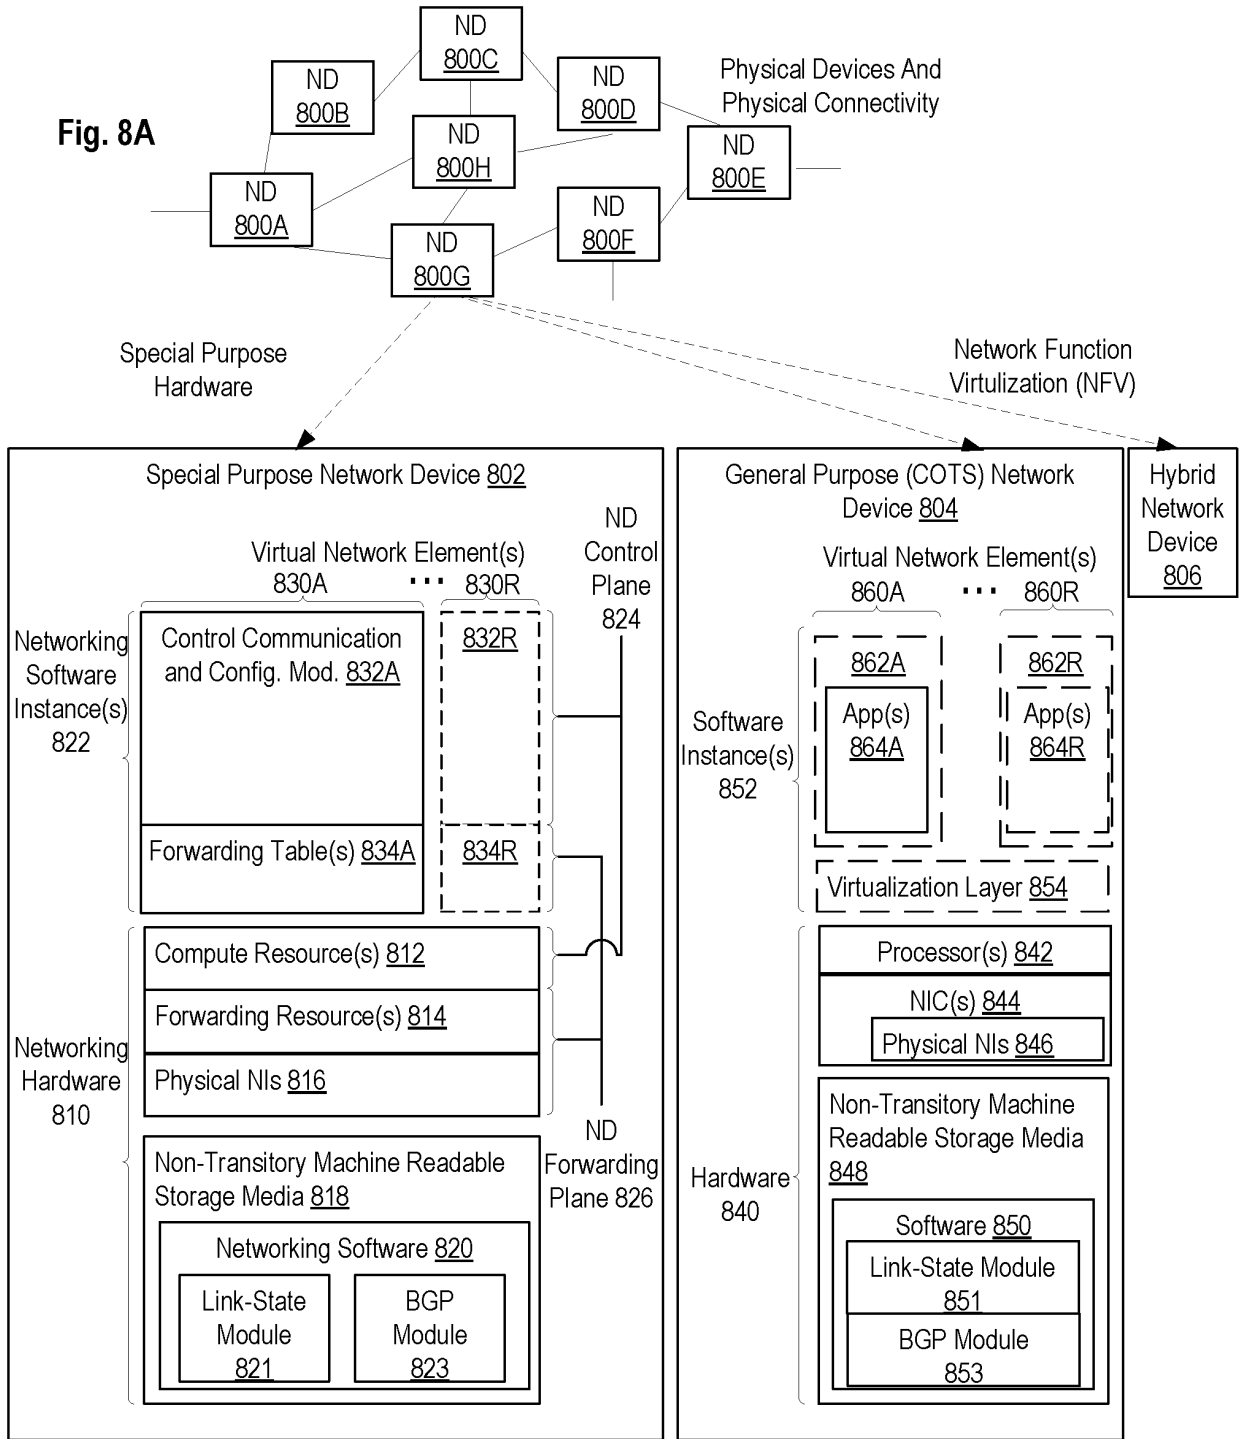 Fig. 8A
ND
800C
ND
800B
ND
800D
Physical Devices And
Physical Connectivity
ND
800H
ND
800E
ND
800A
ND
800F
ND
800G
Special Purpose
Hardware
Network Function
Virtulization (NFV)
Special Purpose Network Device 802
ND
Control
Plane
824
Virtual Network Element(s)
830A
...
830R
Networking
Software
Instance(s)
822
Control Communication
and Config. Mod. 832A
832R
Forwarding Table(s) 834A
834R
Networking
Hardware
810
Compute Resource(s) 812
Forwarding Resource(s) 814
Physical NIs 816
ND
Forwarding
Plane 826
Non-Transitory Machine Readable
Storage Media 818
Networking Software 820
Link-State
Module
821
BGP
Module
823
General Purpose (COTS) Network
Device 804
Virtual Network Element(s)
860A
...
860R
Software
Instance(s)
852
862A
App(s)
864A
862R
App(s)
864R
Virtualization Layer 854
Hardware
840
Processor(s) 842
NIC(s) 844
Physical NIs 846
Non-Transitory Machine
Readable Storage Media
848
Software 850
Link-State Module
851
BGP Module
853
Hybrid
Network
Device
806